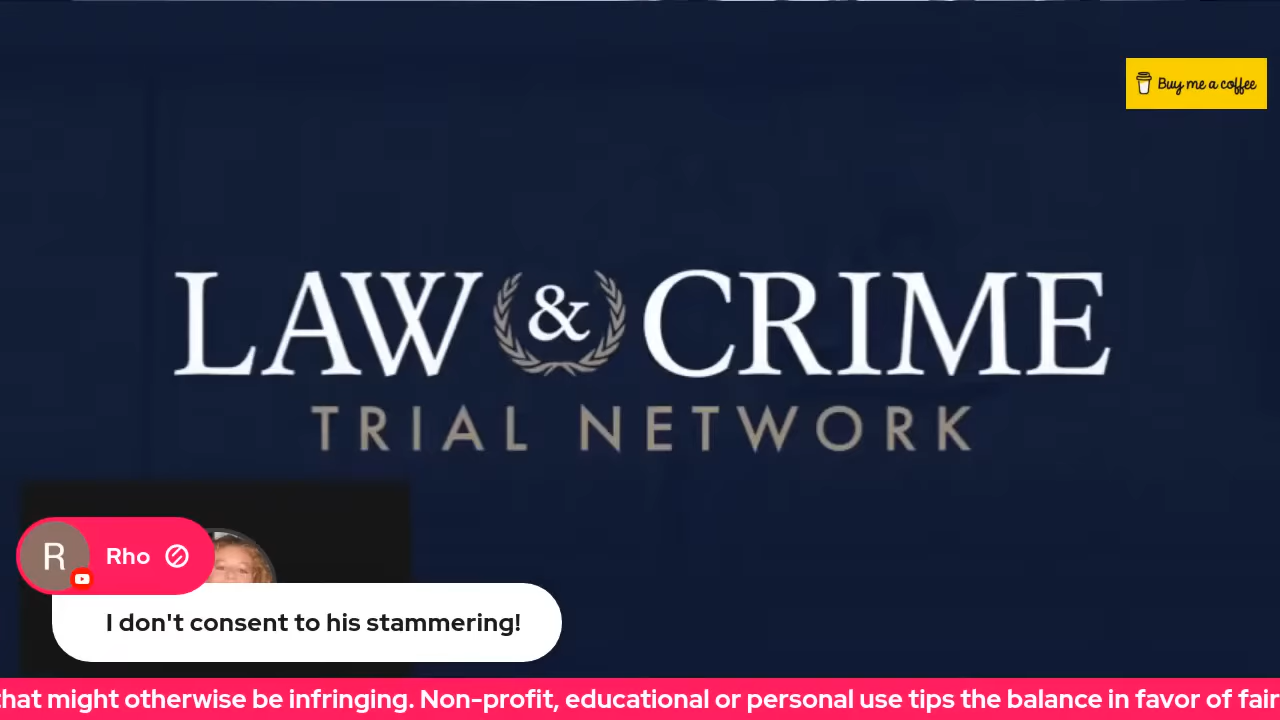 Buy me a coffee
LAW & CRIME
TRIAL NETWORK
R
Rho
I don't consent to his stammering!
that might otherwise be infringing. Non-profit, educational or personal use tips the balance in favor of fair